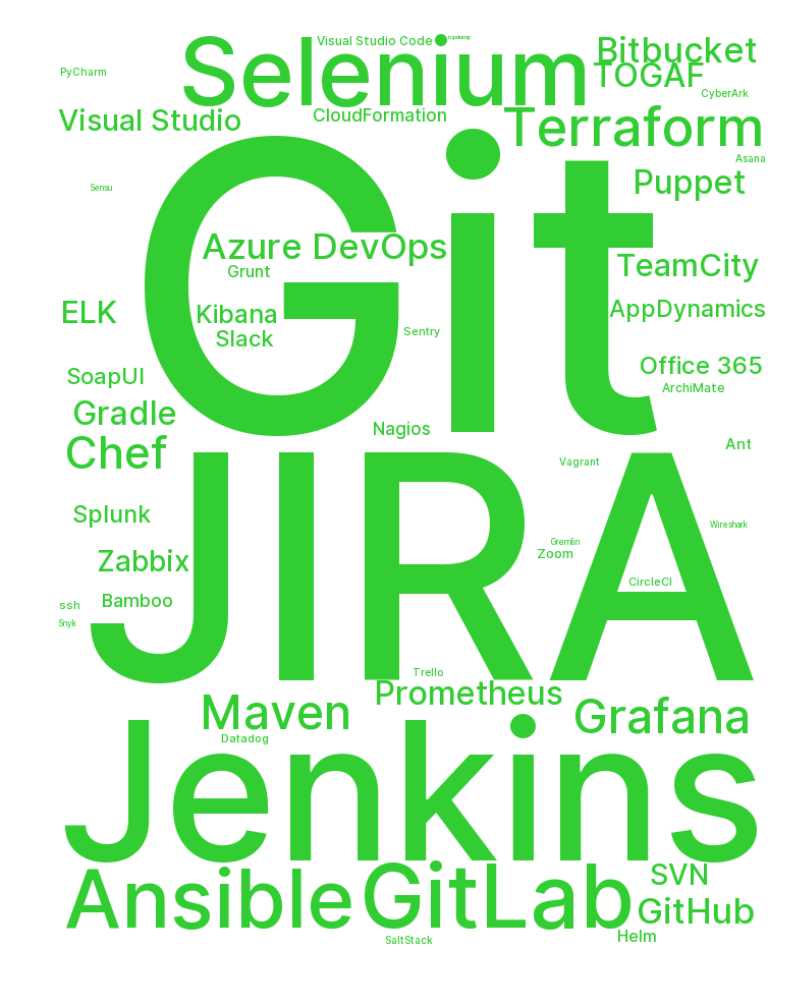 Visual Studio Code
tcpdump
Selenium
Bitbucket
TOGAF
PyCharm
CyberArk
Visual Studio
CloudFormation
Terraform
Asana
Git
Sensu
Puppet
Azure DevOps
Grunt
TeamCity
ELK
Kibana
AppDynamics
Slack
Sentry
SoapUI
Office 365
ArchiMate
Gradle
Nagios
Chef
Ant
Vagrant
JIRA
Splunk
Wireshark
Gremlin
Zoom
Zabbix
CircleCI
ssh
Bamboo
Snyk
Trello
Prometheus
Maven
Grafana
Datadog
Jenkins
Ansible
GitLab
SVN
GitHub
Helm
SaltStack